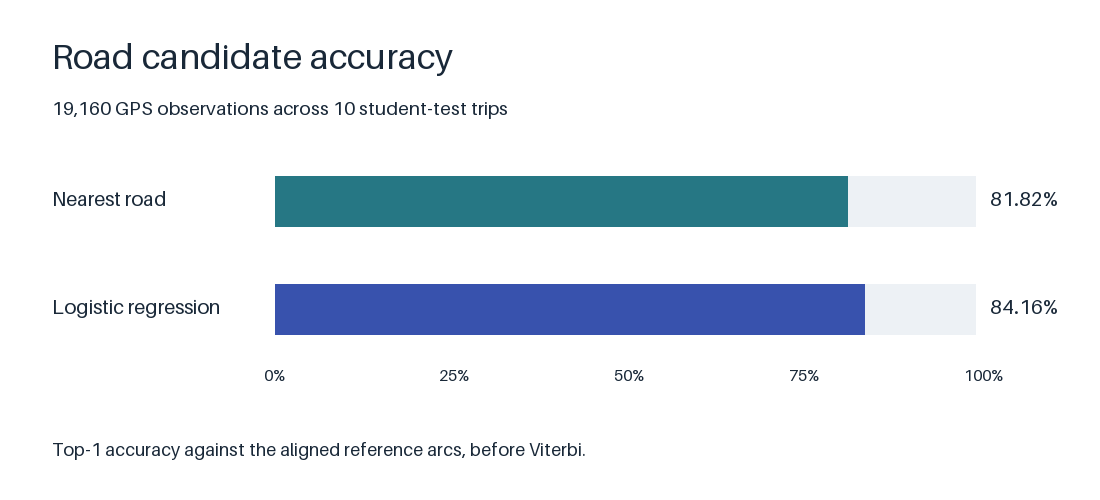 Road candidate accuracy
19,160 GPS observations across 10 student-test trips
Nearest road 81.82%
Logistic regression 84.16%
0% 25% 50% 75% 100%
Top-1 accuracy against the aligned reference arcs, before Viterbi.